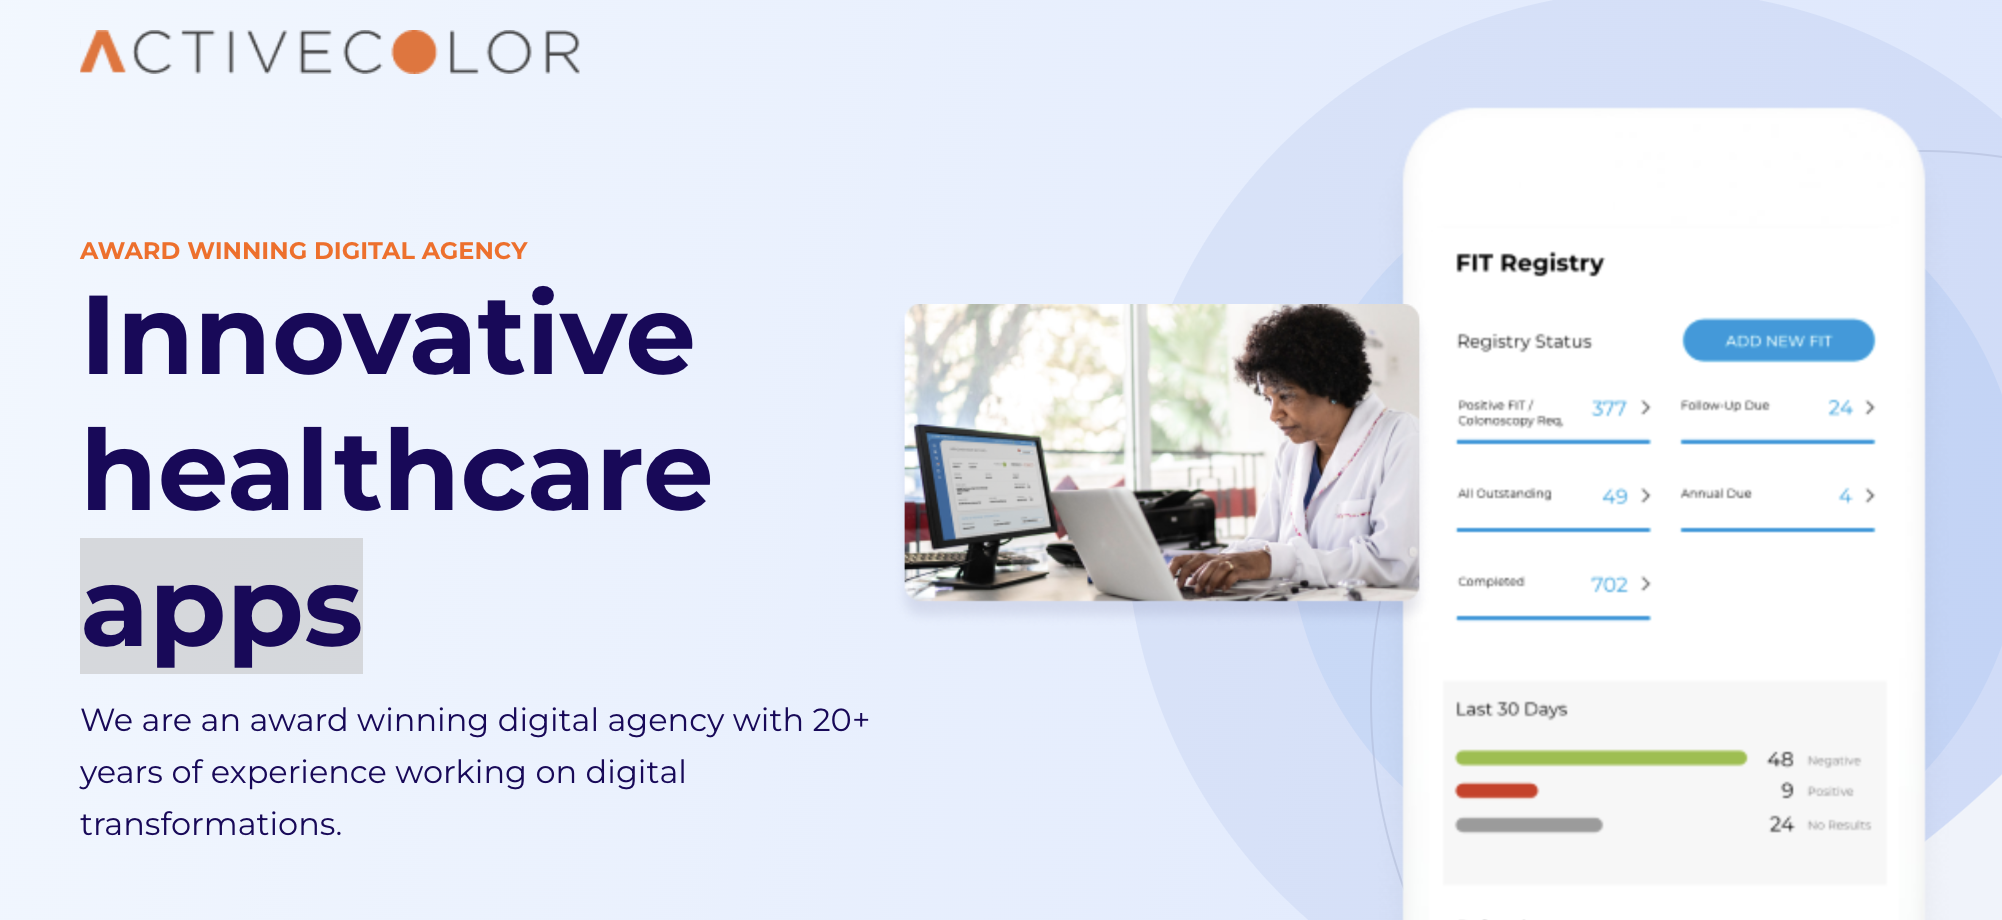 ACTIVECOLOR
AWARD WINNING DIGITAL AGENCY
Innovative
healthcare
apps
We are an award winning digital agency with 20+
years of experience working on digital
transformations.
FIT Registry
Registry Status
ADD NEW FIT
Positive FIT /
Colonoscopy Req.
377
Follow-Up Due
24
All Outstanding
49
Annual Due
4
Completed
702
Last 30 Days
48 Negative
9 Positive
24 No Results